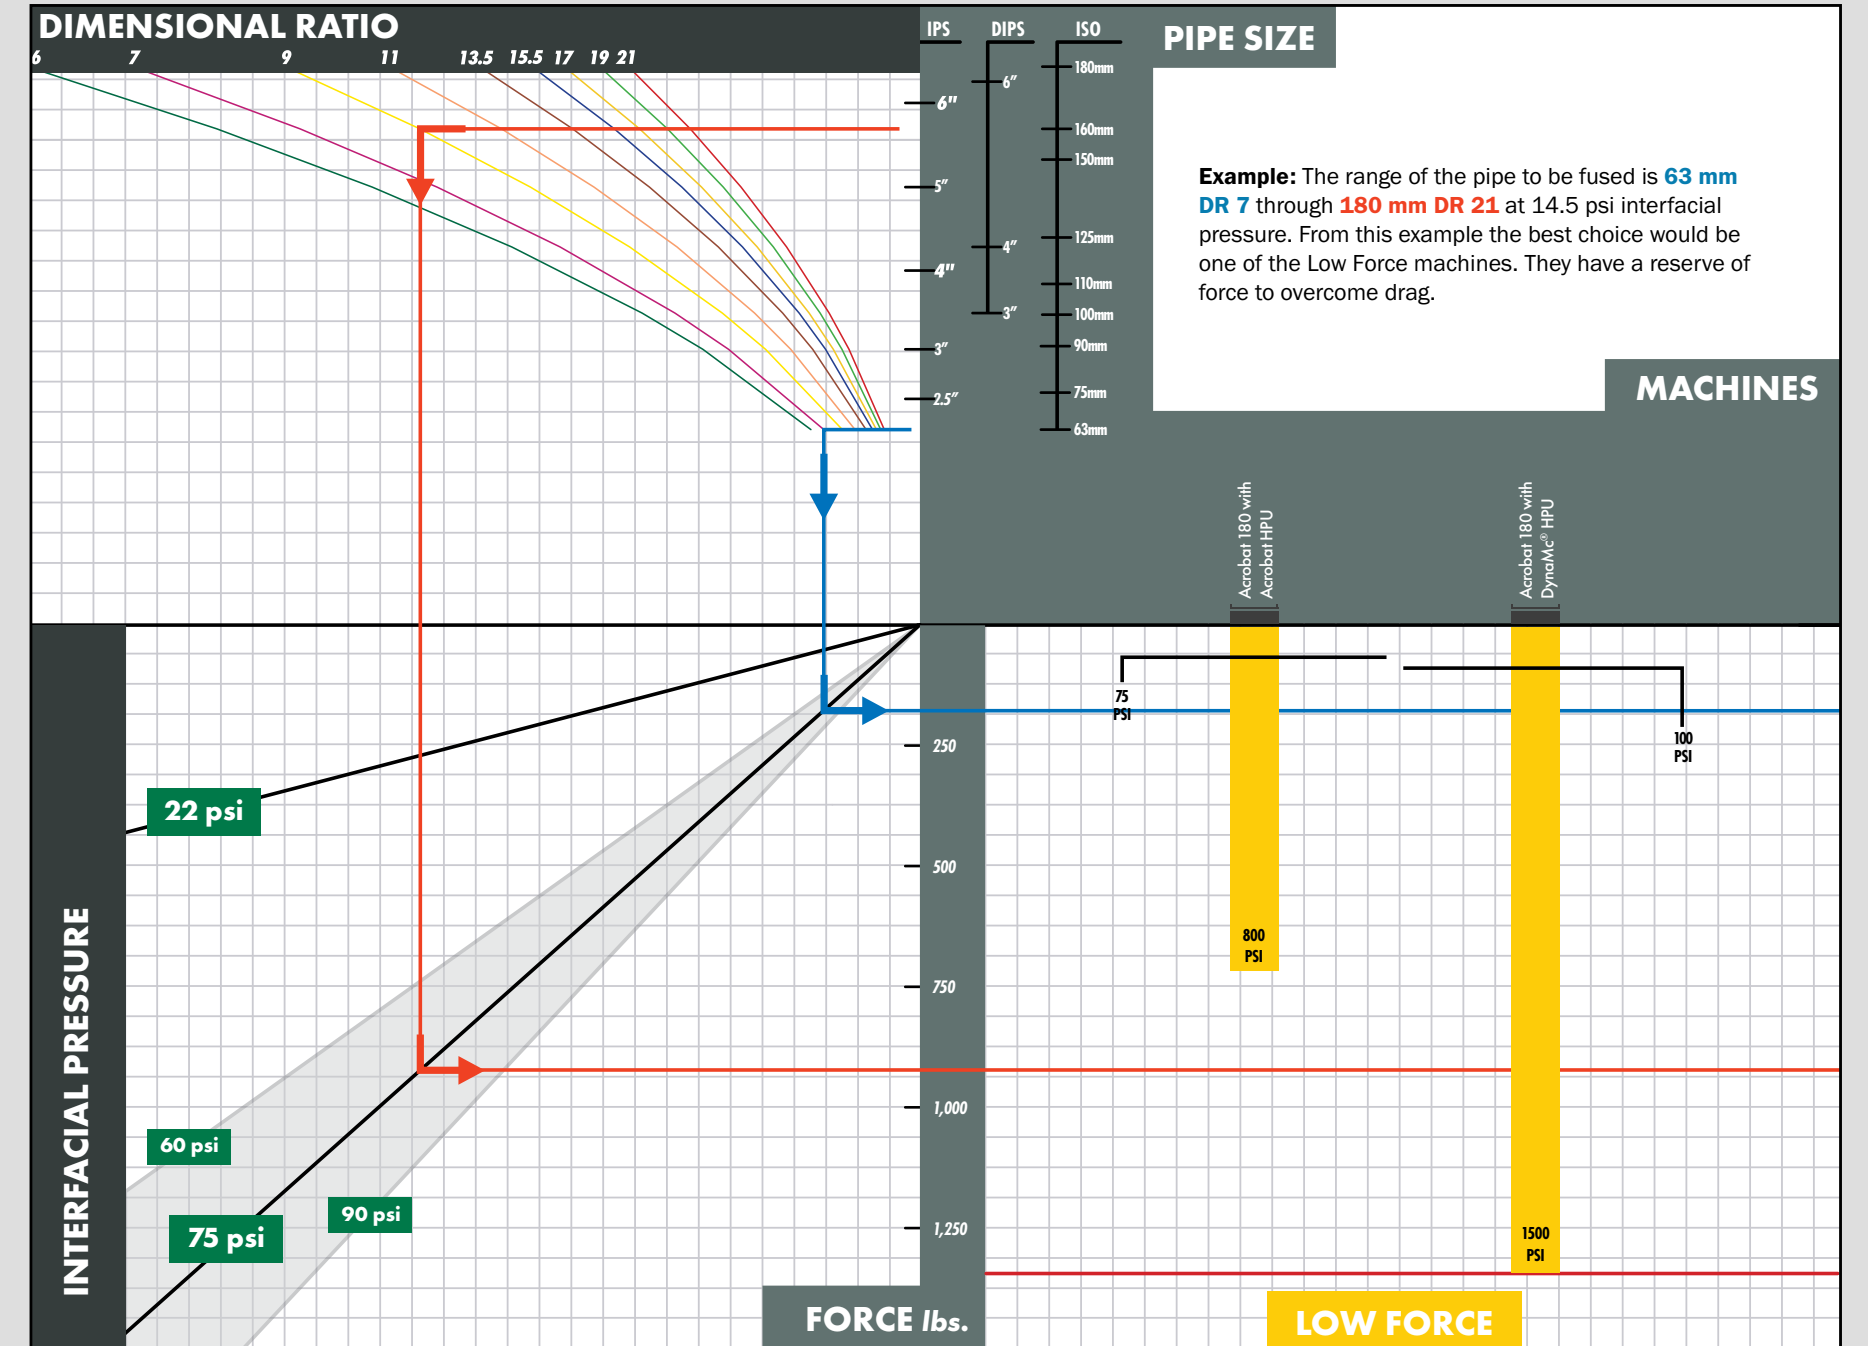 DIMENSIONAL RATIO
6 7 9 11 13.5 15.5 17 19 21
IPS DIPS ISO
6"
5"
4"
3"
2.5"
6"
4"
3"
180mm
160mm
150mm
125mm
110mm
100mm
90mm
75mm
63mm
PIPE SIZE
Example: The range of the pipe to be fused is 63 mm
DR 7 through 180 mm DR 21 at 14.5 psi interfacial
pressure. From this example the best choice would be
one of the Low Force machines. They have a reserve of
force to overcome drag.
MACHINES
Acrobat 180 with
Acrobat HPU
Acrobat 180 with
DynaMc® HPU
INTERFACIAL PRESSURE
22 psi
60 psi
75 psi
90 psi
250
500
750
1,000
1,250
FORCE lbs.
75
PSI
100
PSI
800
PSI
1500
PSI
LOW FORCE